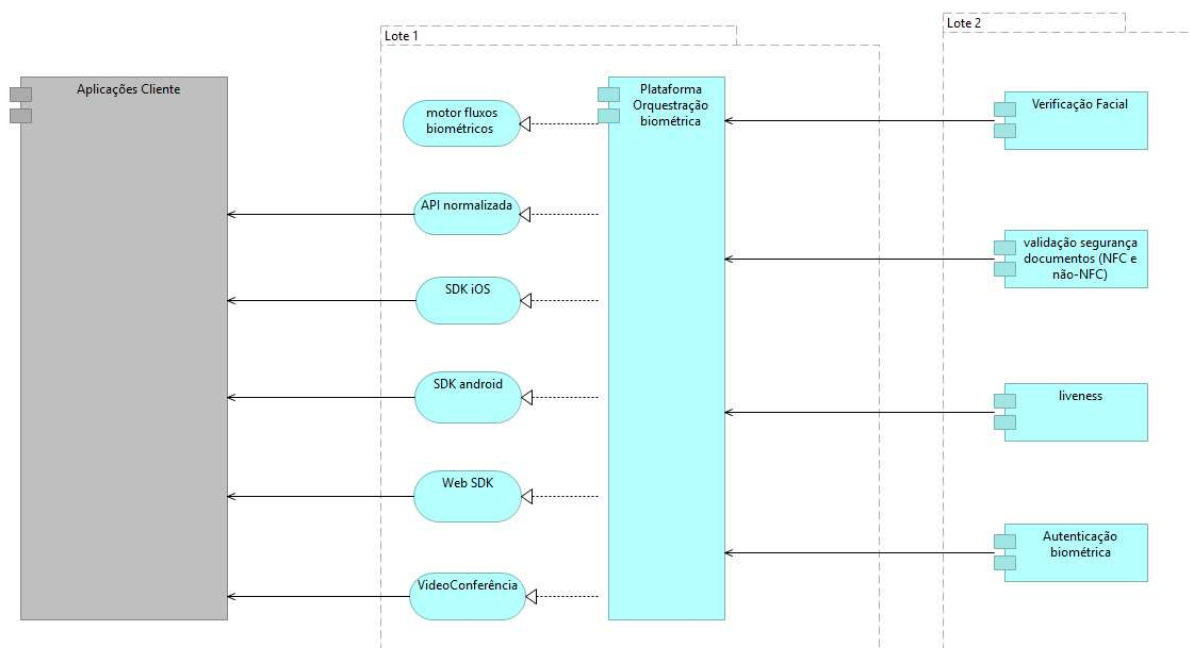 Lote 1
Lote 2
Aplicações Cliente
motor fluxos
biométricos
API normalizada
SDK iOS
SDK android
Web SDK
VideoConferência
Plataforma
Orquestração
biométrica
Verificação Facial
validação segurança
documentos (NFC e
não-NFC)
liveness
Autenticação
biométrica